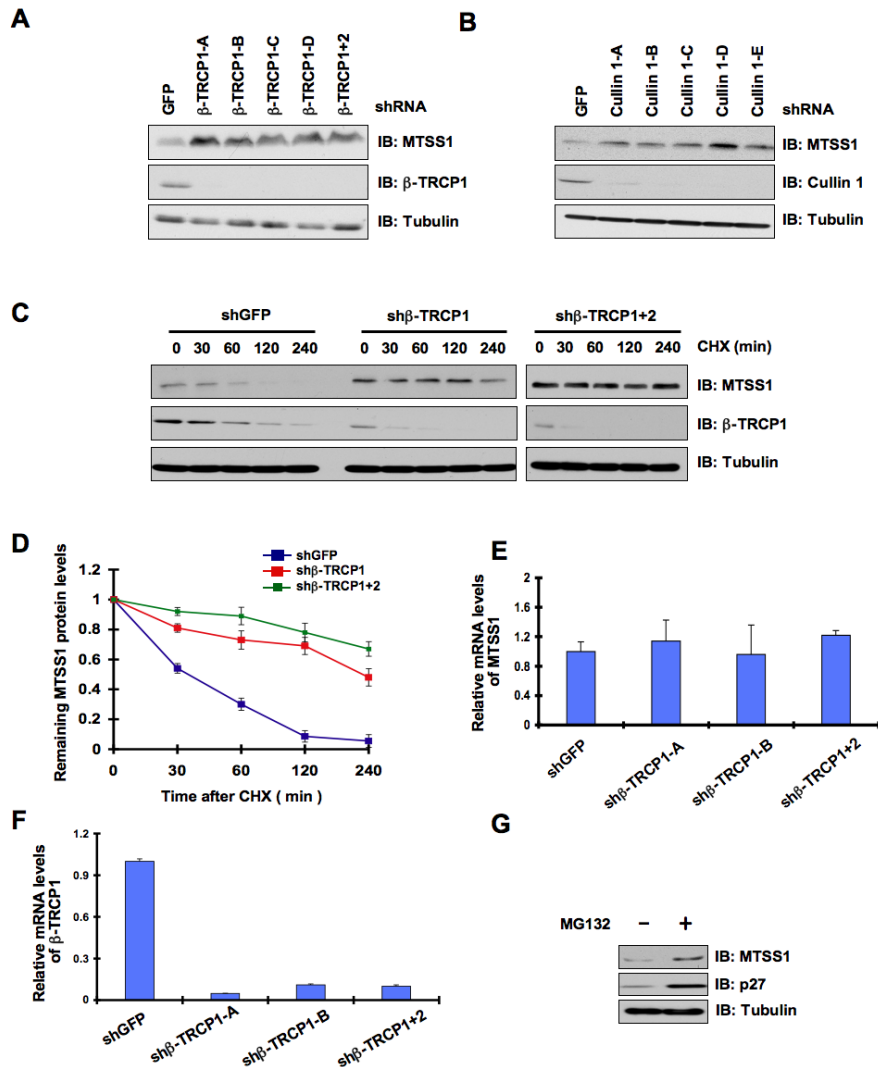 A
GFP
β-TRCP1-A
β-TRCP1-B
β-TRCP1-C
β-TRCP1-D
β-TRCP1+2
shRNA
IB: MTSS1
IB: β-TRCP1
IB: Tubulin
B
GFP
Cullin 1-A
Cullin 1-B
Cullin 1-C
Cullin 1-D
Cullin 1-E
shRNA
IB: MTSS1
IB: Cullin 1
IB: Tubulin
C
shGFP shβ-TRCP1 shβ-TRCP1+2
0 30 60 120 240 0 30 60 120 240 0 30 60 120 240 CHX (min)
IB: MTSS1
IB: β-TRCP1
IB: Tubulin
D
shGFP
shβ-TRCP1
shβ-TRCP1+2
Remaining MTSS1 protein levels
1.2
1
0.8
0.6
0.4
0.2
0
0 30 60 120 240
Time after CHX ( min )
E
Relative mRNA levels
of MTSS1
2
1.6
1.2
0.8
0.4
0
shGFP
shβ-TRCP1-A
shβ-TRCP1-B
shβ-TRCP1+2
F
Relative mRNA levels
of β-TRCP1
1.2
0.9
0.6
0.3
0
shGFP
shβ-TRCP1-A
shβ-TRCP1-B
shβ-TRCP1+2
G
MG132 − +
IB: MTSS1
IB: p27
IB: Tubulin